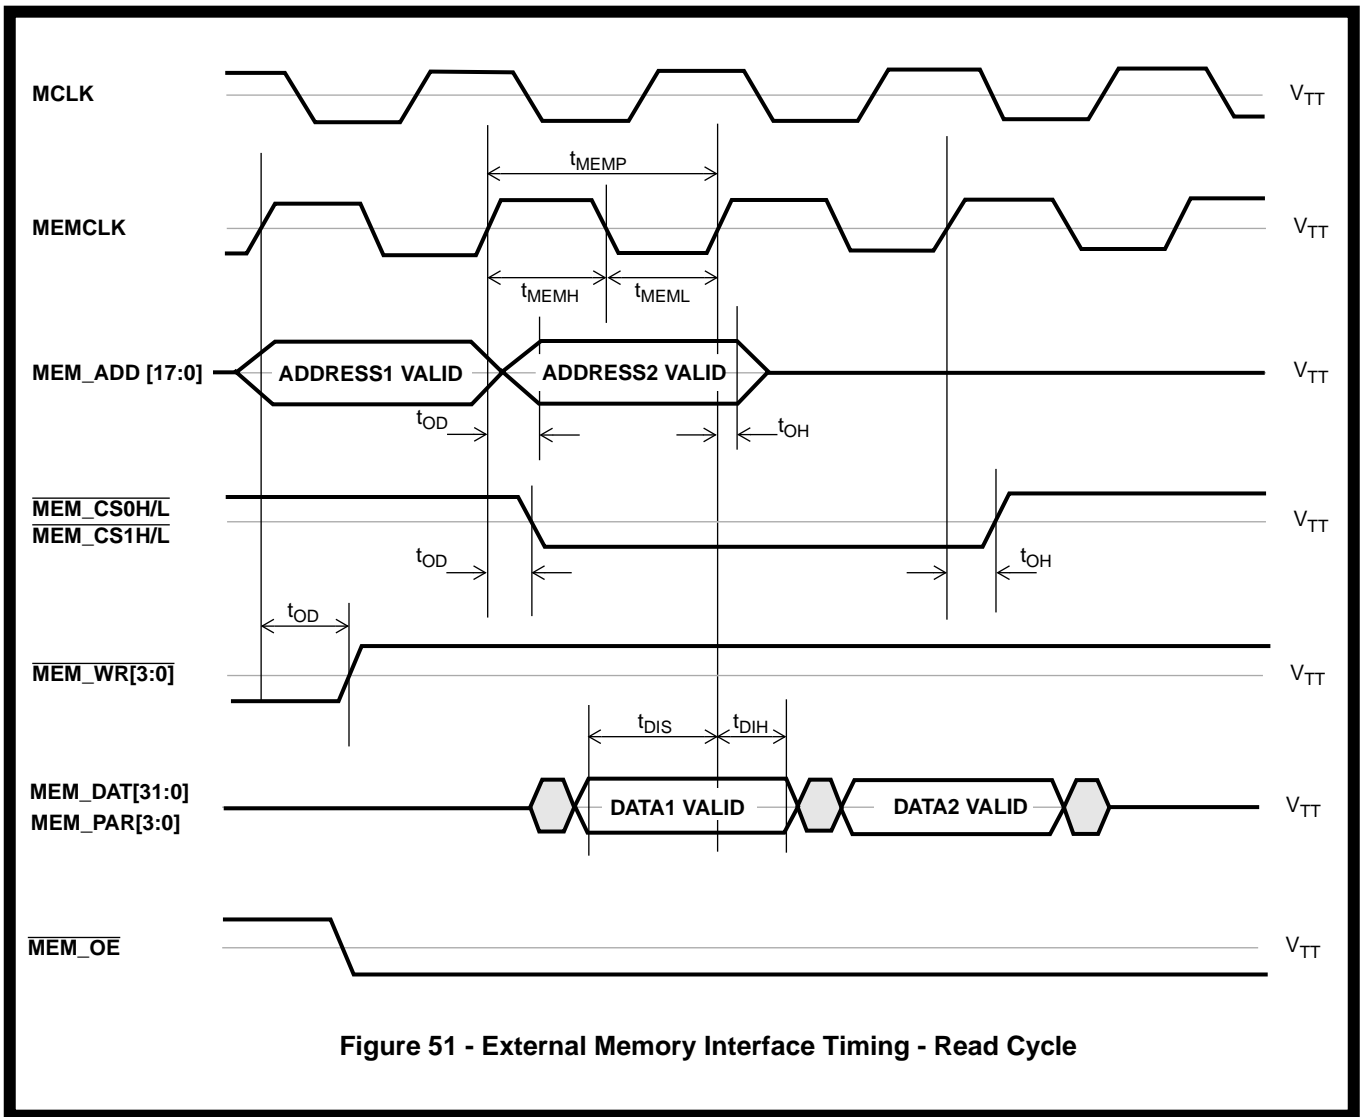 MCLK
VTT
tMEMP
MEMCLK
VTT
tMEMH
tMEML
MEM_ADD [17:0]
ADDRESS1 VALID
ADDRESS2 VALID
VTT
tOD
tOH
MEM_CS0H/L
MEM_CS1H/L
VTT
tOD
tOH
tOD
MEM_WR[3:0]
VTT
tDIS
tDIH
MEM_DAT[31:0]
MEM_PAR[3:0]
DATA1 VALID
DATA2 VALID
VTT
MEM_OE
VTT
Figure 51 - External Memory Interface Timing - Read Cycle